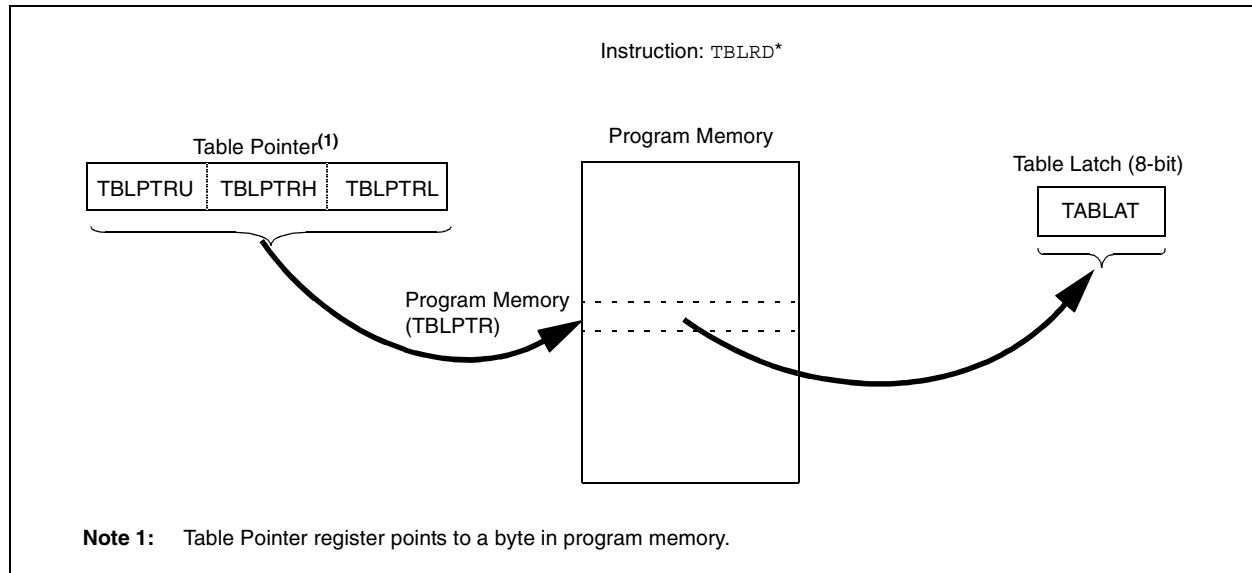 Instruction: TBLRD*
Table Pointer(1)
TBLPTRU TBLPTRH TBLPTRL
Program Memory
Table Latch (8-bit)
TABLAT
Program Memory
(TBLPTR)
Note 1: Table Pointer register points to a byte in program memory.